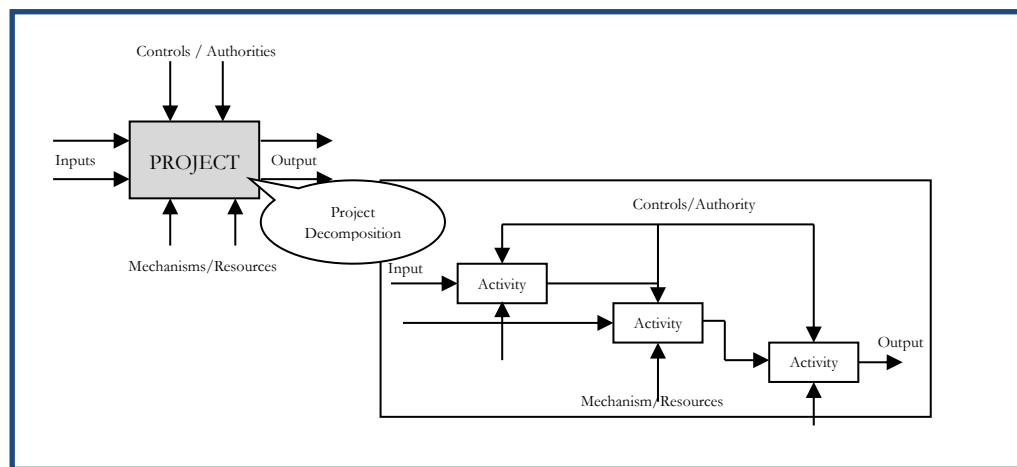 Controls / Authorities
Inputs
PROJECT
Output
Project
Decomposition
Mechanisms/Resources
Controls/Authority
Input
Activity
Activity
Activity
Output
Mechanism/Resources